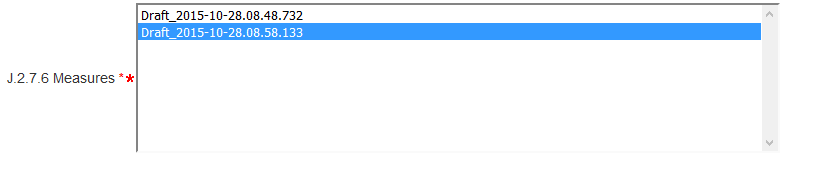 Draft_2015-10-28.08.48.732
Draft_2015-10-28.08.58.133
J.2.7.6 Measures **